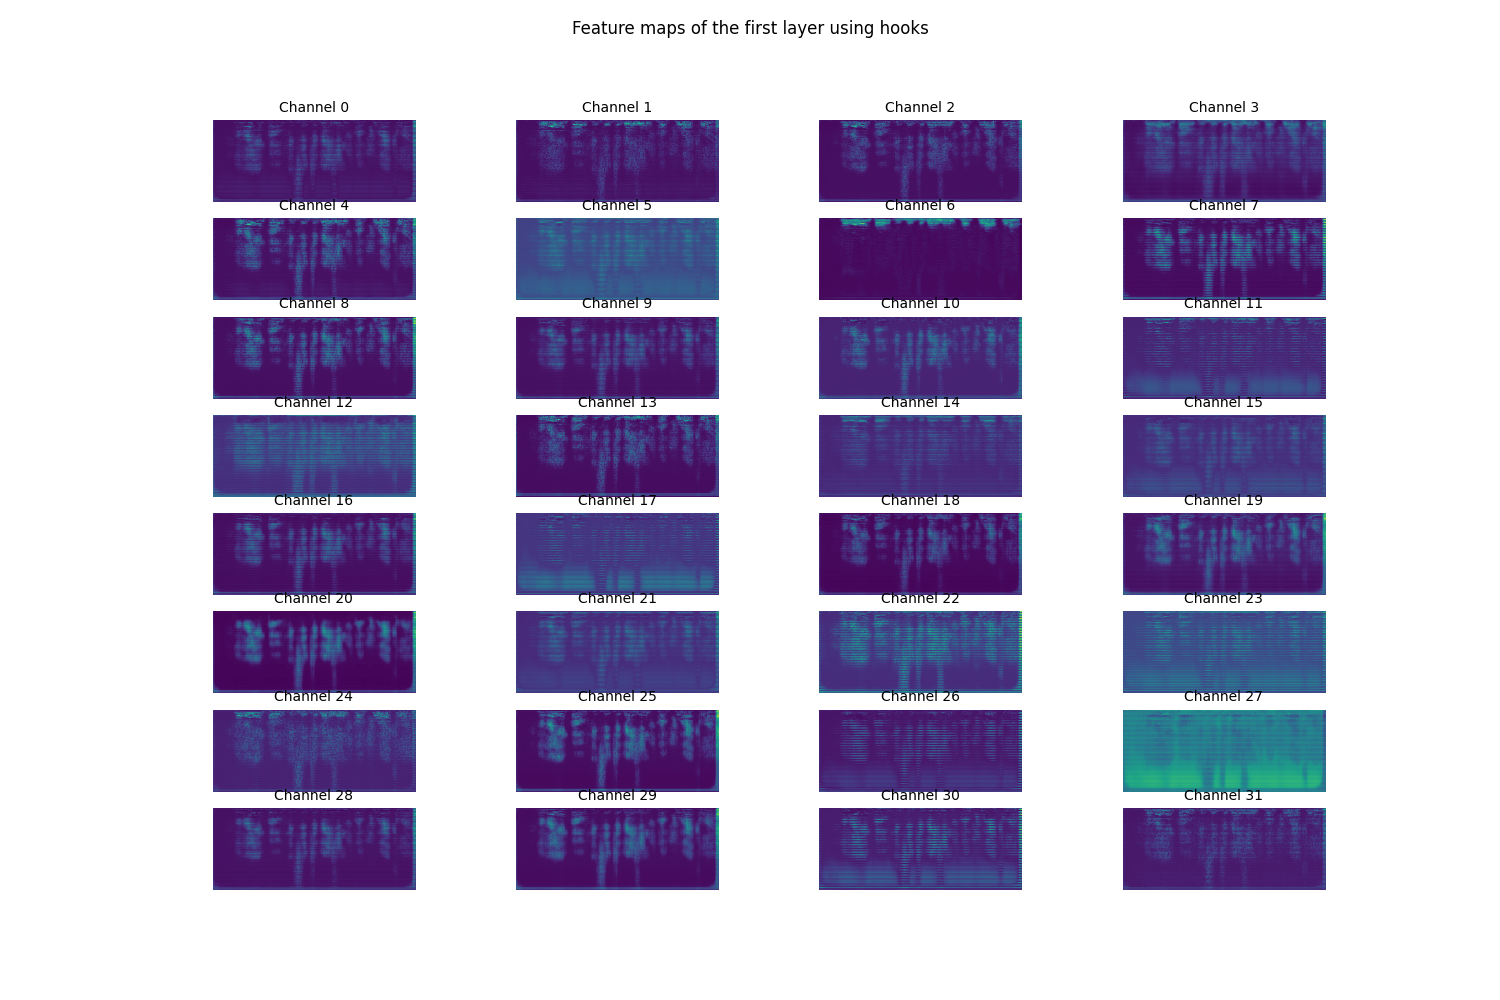 Feature maps of the first layer using hooks
Channel 0 Channel 1 Channel 2 Channel 3
Channel 4 Channel 5 Channel 6 Channel 7
Channel 8 Channel 9 Channel 10 Channel 11
Channel 12 Channel 13 Channel 14 Channel 15
Channel 16 Channel 17 Channel 18 Channel 19
Channel 20 Channel 21 Channel 22 Channel 23
Channel 24 Channel 25 Channel 26 Channel 27
Channel 28 Channel 29 Channel 30 Channel 31